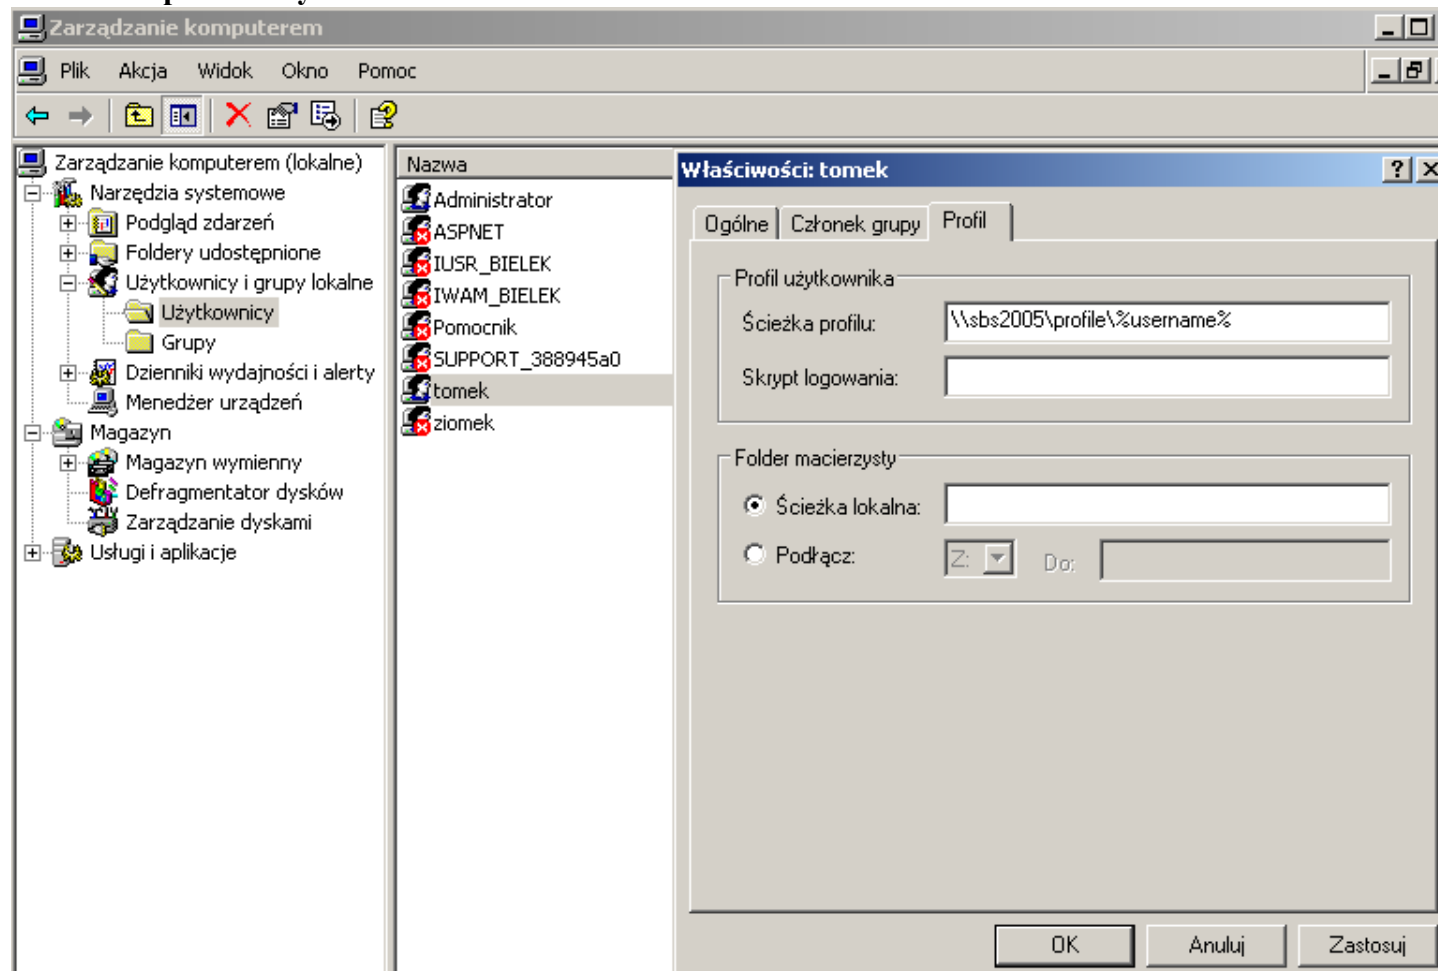 Zarządzanie komputerem
Plik Akcja Widok Okno Pomoc
Zarządzanie komputerem (lokalne)
Narzędzia systemowe
Podgląd zdarzeń
Foldery udostępnione
Użytkownicy i grupy lokalne
Użytkownicy
Grupy
Dzienniki wydajności i alerty
Menedżer urządzeń
Magazyn
Magazyn wymienny
Defragmentator dysków
Zarządzanie dyskami
Usługi i aplikacje
Nazwa
Administrator
ASPNET
IUSR_BIELEK
IWAM_BIELEK
Pomocnik
SUPPORT_388945a0
tomek
ziomek
Właściwości: tomek
Ogólne Członek grupy Profil
Profil użytkownika
Ścieżka profilu: \\sbs2005\profile\%username%
Skrypt logowania:
Folder macierzysty
Ścieżka lokalna:
Podłącz: Z: Do:
OK Anuluj Zastosuj